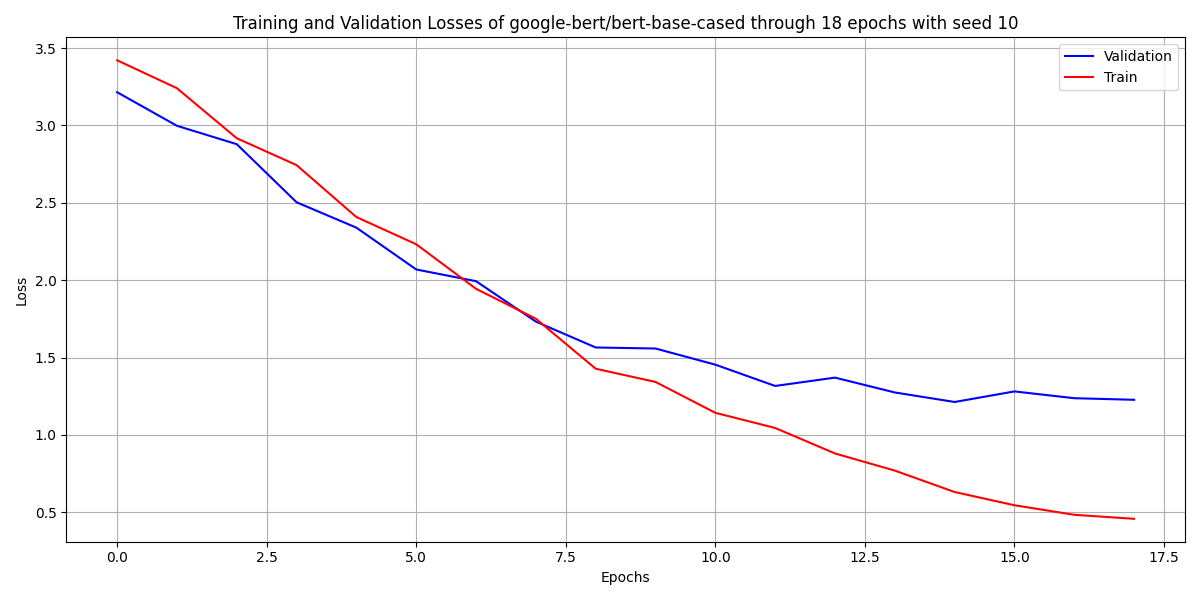 Training and Validation Losses of google-bert/bert-base-cased through 18 epochs with seed 10
Validation
Train
Loss
3.5
3.0
2.5
2.0
1.5
1.0
0.5
0.0 2.5 5.0 7.5 10.0 12.5 15.0 17.5
Epochs